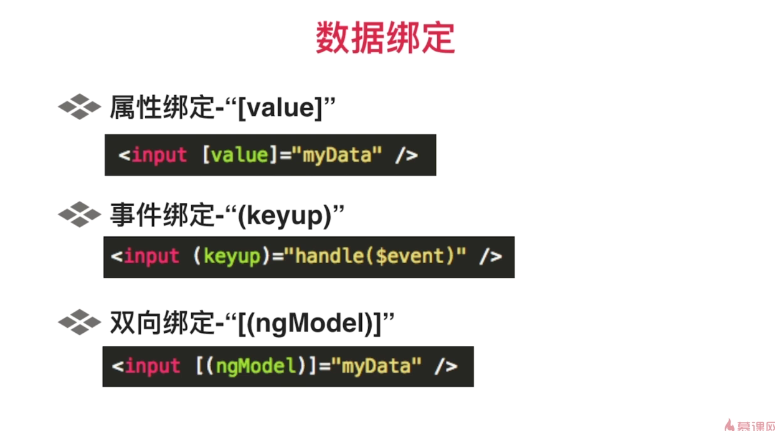 数据绑定
属性绑定-“[value]”
<input [value]="myData" />
事件绑定-“(keyup)”
<input (keyup)="handle($event)" />
双向绑定-“[(ngModel)]”
<input [(ngModel)]="myData" />
慕课网